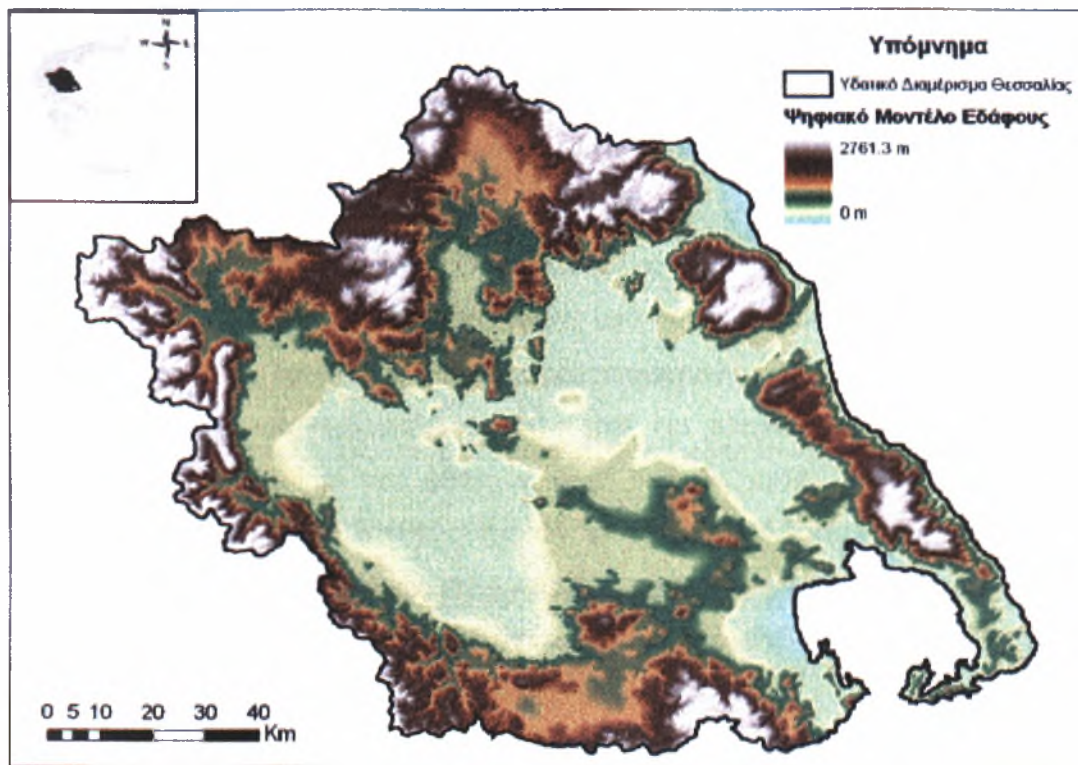 N
W E
S
Υπόμνημα
Υδατικό Διαμέρισμα Θεσσαλίας
Ψηφιακό Μοντέλο Εδάφους
2761.3 m
0 m
0 5 10 20 30 40
Km